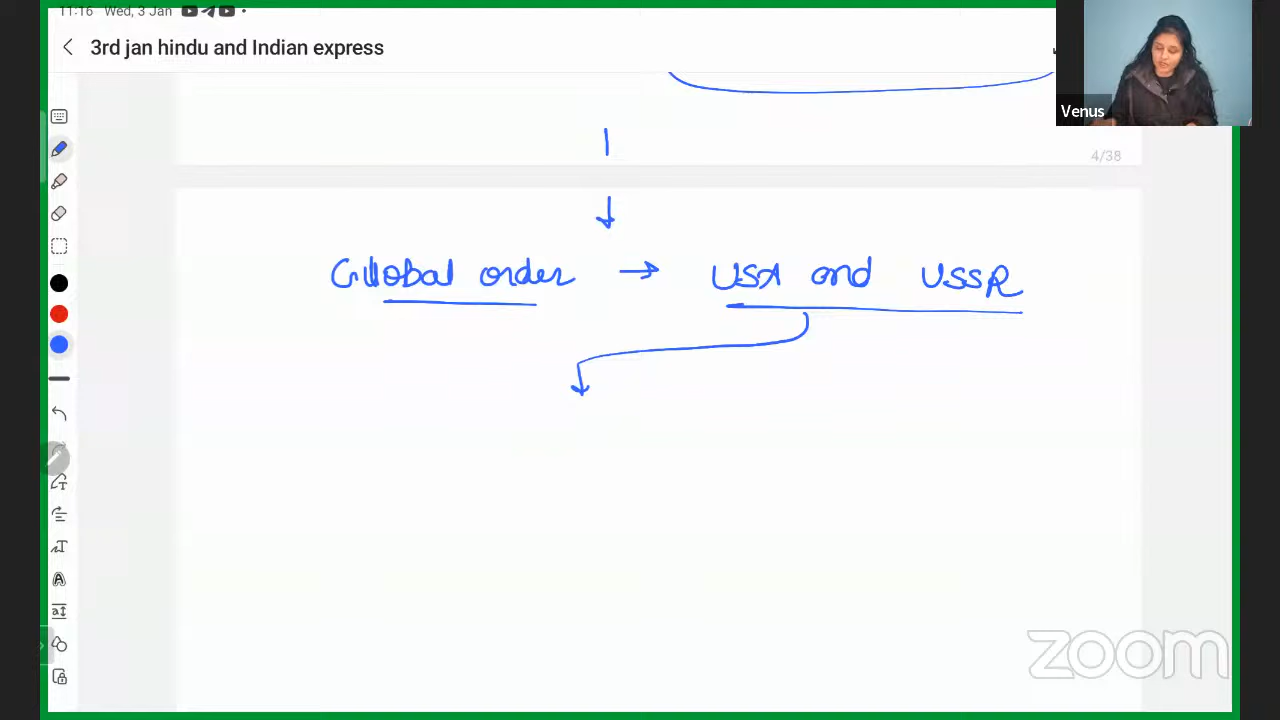 11:16 Wed, 3 Jan
3rd jan hindu and Indian express
Venus
4/38
Global order → USA and USSR
zoom